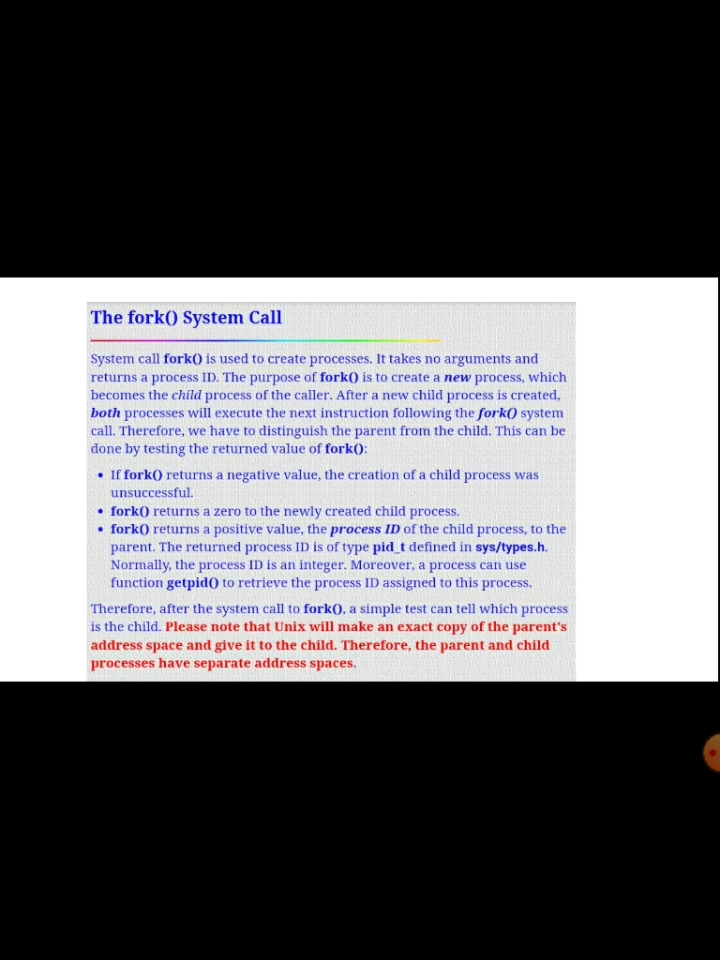 The fork() System Call
System call fork() is used to create processes. It takes no arguments and
returns a process ID. The purpose of fork() is to create a new process, which
becomes the child process of the caller. After a new child process is created,
both processes will execute the next instruction following the fork() system
call. Therefore, we have to distinguish the parent from the child. This can be
done by testing the returned value of fork():
• If fork() returns a negative value, the creation of a child process was
unsuccessful.
• fork() returns a zero to the newly created child process.
• fork() returns a positive value, the process ID of the child process, to the
parent. The returned process ID is of type pid_t defined in sys/types.h.
Normally, the process ID is an integer. Moreover, a process can use
function getpid() to retrieve the process ID assigned to this process.
Therefore, after the system call to fork(), a simple test can tell which process
is the child. Please note that Unix will make an exact copy of the parent's
address space and give it to the child. Therefore, the parent and child
processes have separate address spaces.